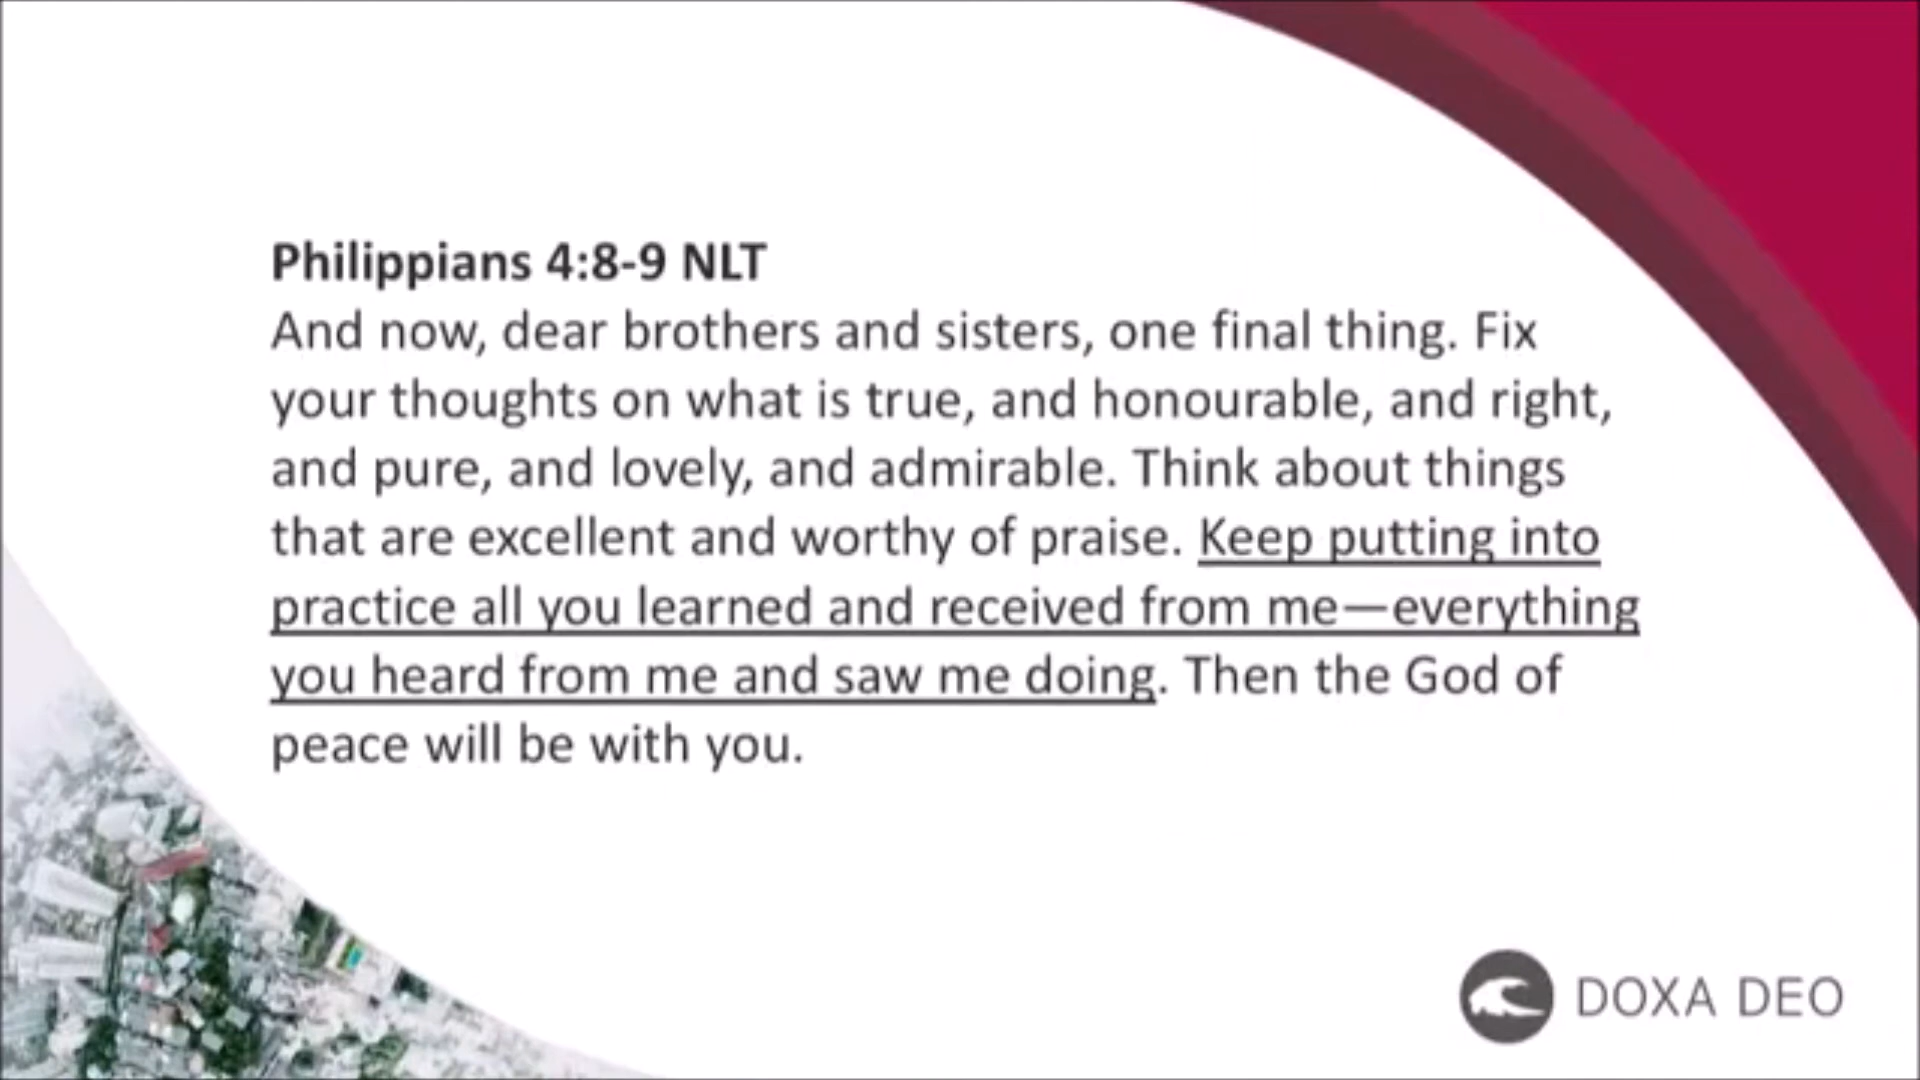 Philippians 4:8-9 NLT
And now, dear brothers and sisters, one final thing. Fix
your thoughts on what is true, and honourable, and right,
and pure, and lovely, and admirable. Think about things
that are excellent and worthy of praise. Keep putting into
practice all you learned and received from me—everything
you heard from me and saw me doing. Then the God of
peace will be with you.
DOXA DEO